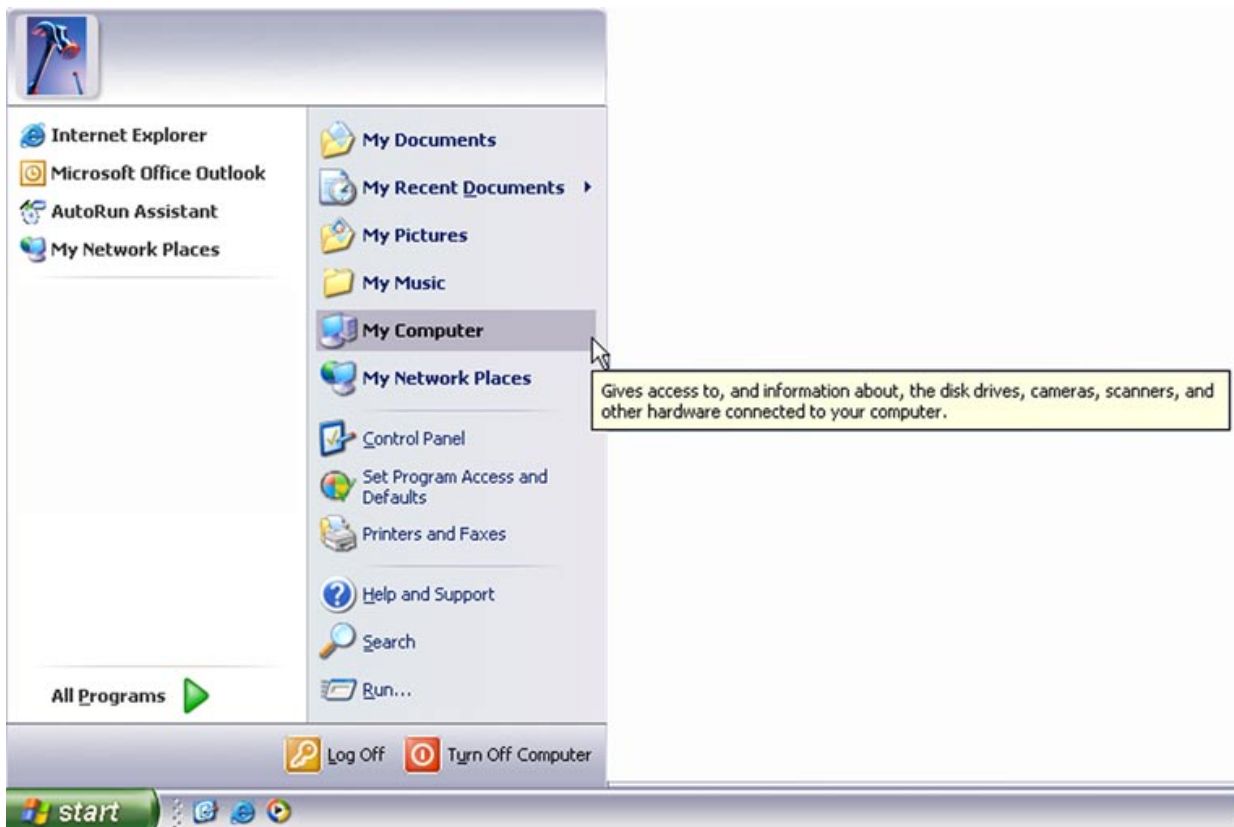 Internet Explorer
Microsoft Office Outlook
AutoRun Assistant
My Network Places
All Programs
My Documents
My Recent Documents
My Pictures
My Music
My Computer
My Network Places
Gives access to, and information about, the disk drives, cameras, scanners, and
other hardware connected to your computer.
Control Panel
Set Program Access and
Defaults
Printers and Faxes
Help and Support
Search
Run...
Log Off
Turn Off Computer
start